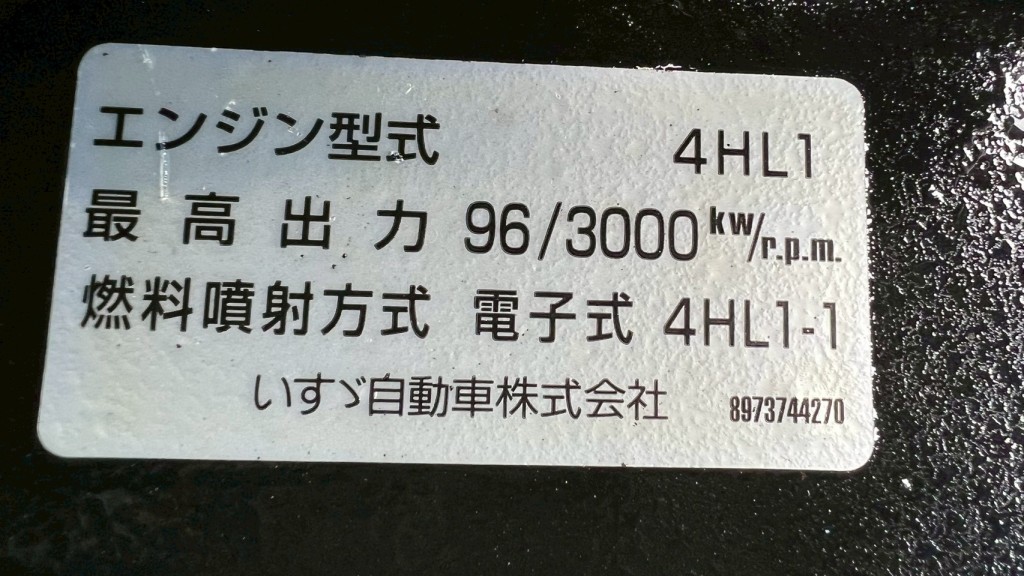 エンジン型式 4HL1
最高出力 96/3000 kw/r.p.m.
燃料噴射方式 電子式 4HL1-1
いすゞ自動車株式会社 8973744270